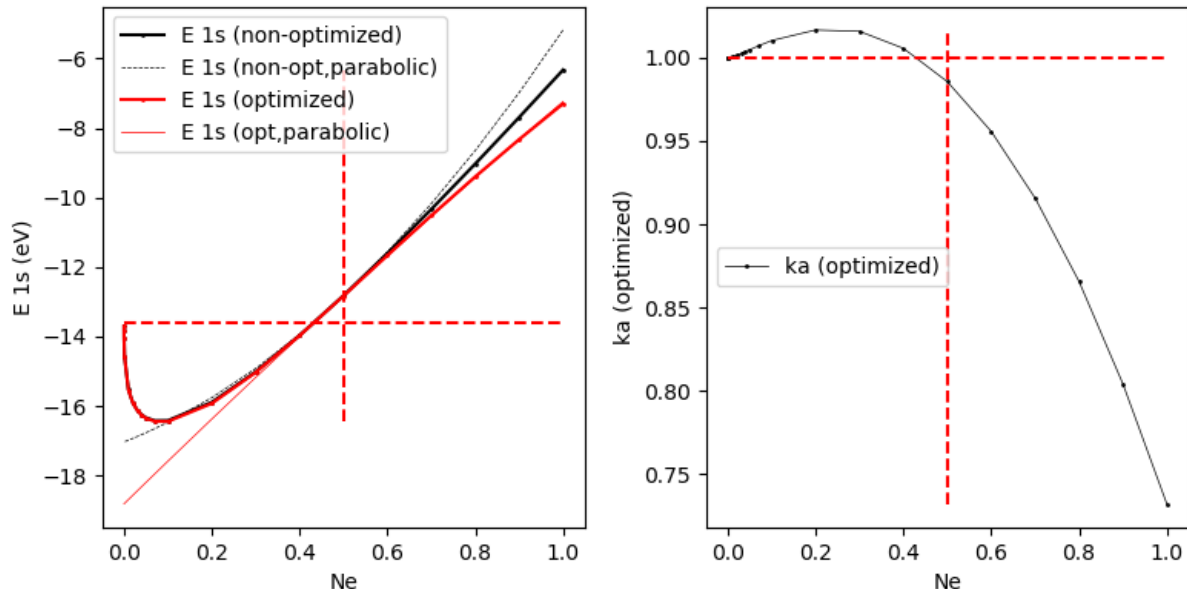 E 1s (non-optimized)
E 1s (non-opt,parabolic)
E 1s (optimized)
E 1s (opt,parabolic)
E 1s (eV)
−6
−8
−10
−12
−14
−16
−18
0.0 0.2 0.4 0.6 0.8 1.0
Ne
ka (optimized)
ka (optimized)
1.00
0.95
0.90
0.85
0.80
0.75
0.0 0.2 0.4 0.6 0.8 1.0
Ne